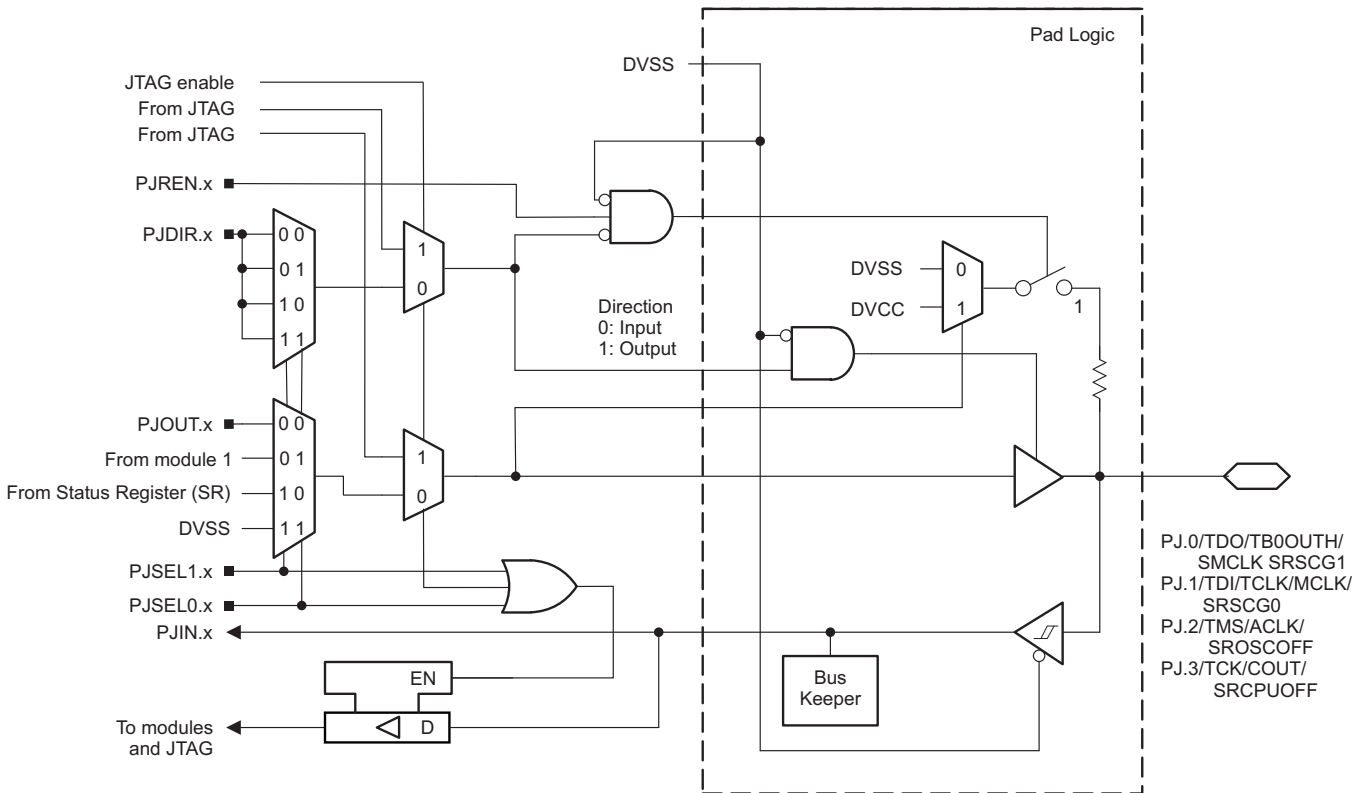 Pad Logic
DVSS
JTAG enable
From JTAG
From JTAG
PJREN.x
PJDIR.x
0 0
0 1
1 0
1 1
1
0
Direction
0: Input
1: Output
DVSS
DVCC
0
1
1
PJOUT.x
From module 1
From Status Register (SR)
DVSS
0 0
0 1
1 0
1 1
1
0
PJSEL1.x
PJSEL0.x
PJIN.x
EN
D
To modules
and JTAG
Bus
Keeper
PJ.0/TDO/TB0OUTH/
SMCLK SRSCG1
PJ.1/TDI/TCLK/MCLK/
SRSCG0
PJ.2/TMS/ACLK/
SROSCOFF
PJ.3/TCK/COUT/
SRCPUOFF